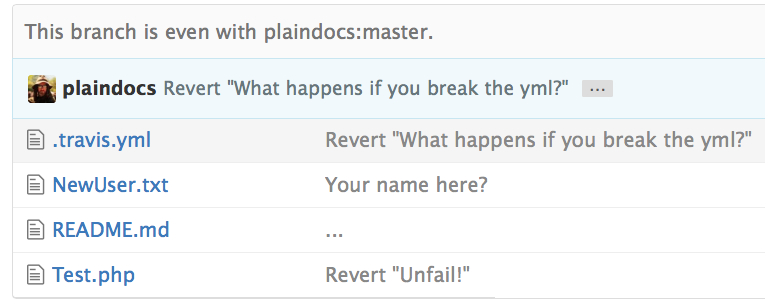 This branch is even with plaindocs:master.
plaindocs Revert "What happens if you break the yml?" ...
.travis.yml Revert "What happens if you break the yml?"
NewUser.txt Your name here?
README.md ...
Test.php Revert "Unfail!"